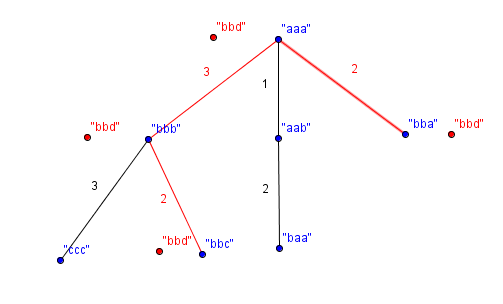 "bbd"
"aaa"
3
1
2
"bbd"
"bbb"
"aab"
"bba"
"bbd"
3
2
2
"ccc"
"bbd"
"bbc"
"baa"